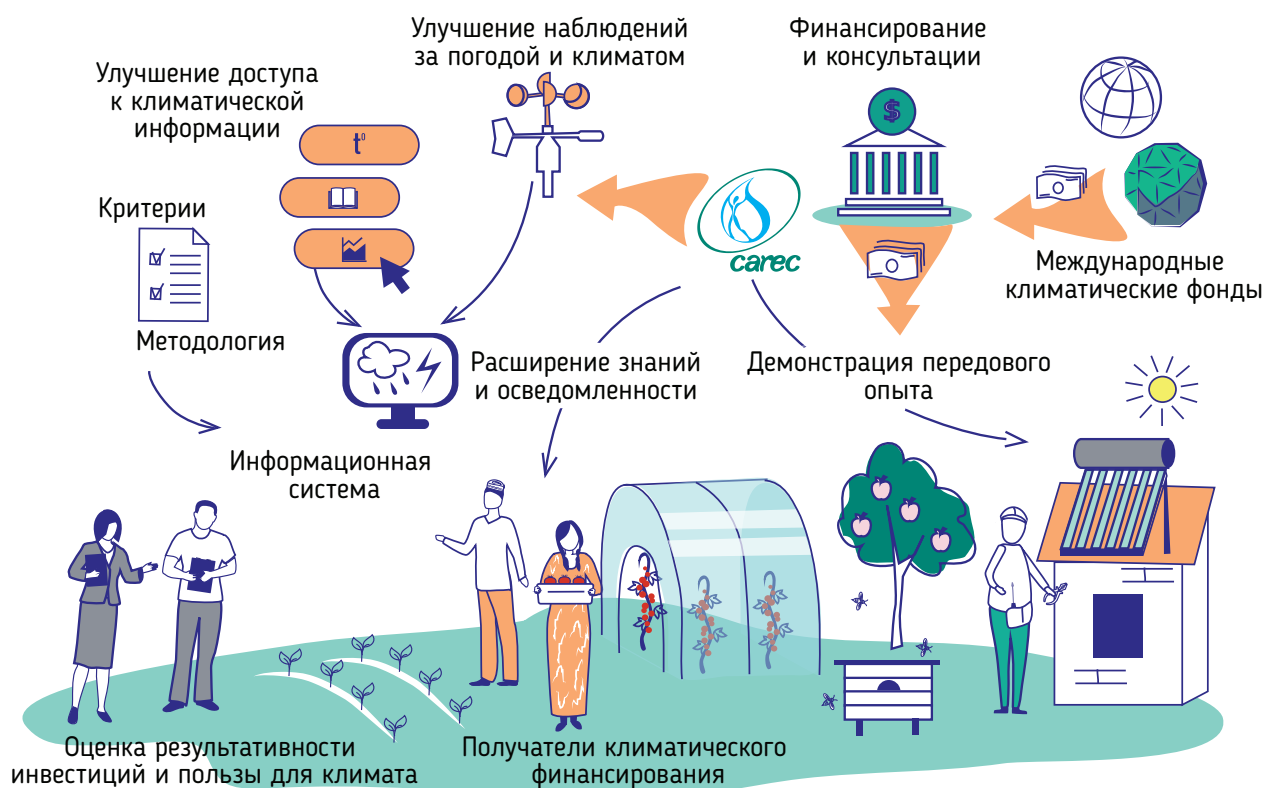 Улучшение наблюдений
за погодой и климатом
Финансирование
и консультации
Улучшение доступа
к климатической
информации
$
t⁰
Критерии
carec
Международные
климатические фонды
Методология
Расширение знаний
и осведомленности
Демонстрация передового
опыта
Информационная
система
Оценка результативности
инвестиций и пользы для климата
Получатели климатического
финансирования